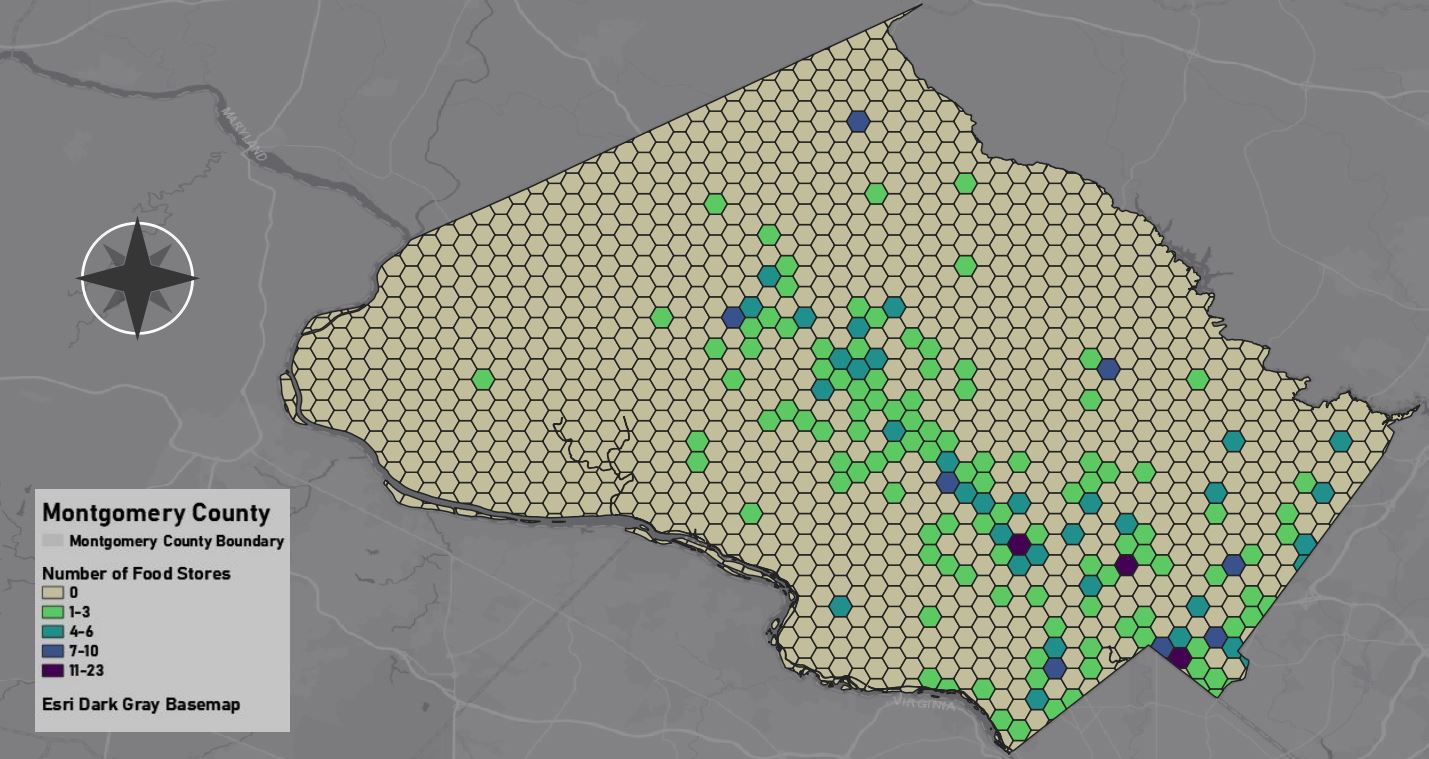 MARYLAND
Montgomery County
Montgomery County Boundary
Number of Food Stores
0
1-3
4-6
7-10
11-23
Esri Dark Gray Basemap
VIRGINIA